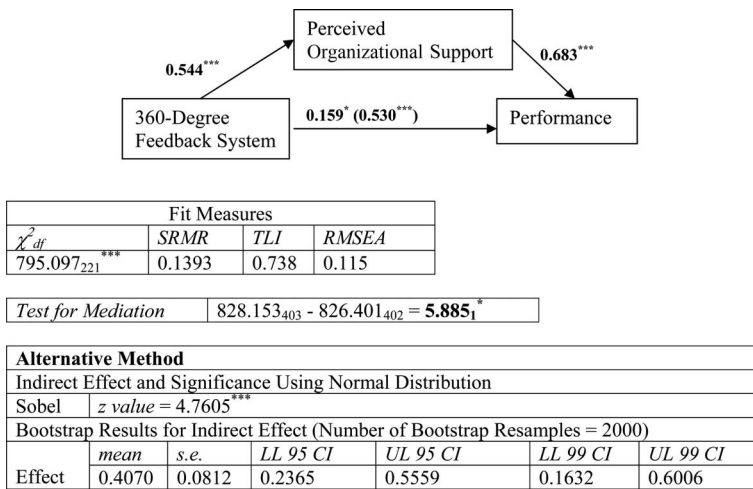 Perceived
Organizational Support
0.544***
0.683***
360-Degree
Feedback System
0.159* (0.530***)
Performance
Fit Measures
χ²df SRMR TLI RMSEA
795.097221*** 0.1393 0.738 0.115
Test for Mediation 828.153403 - 826.401402 = 5.8851*
Alternative Method
Indirect Effect and Significance Using Normal Distribution
Sobel z value = 4.7605***
Bootstrap Results for Indirect Effect (Number of Bootstrap Resamples = 2000)
mean s.e. LL 95 CI UL 95 CI LL 99 CI UL 99 CI
Effect 0.4070 0.0812 0.2365 0.5559 0.1632 0.6006